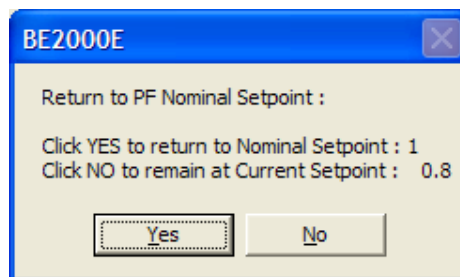 BE2000E
Return to PF Nominal Setpoint :
Click YES to return to Nominal Setpoint : 1
Click NO to remain at Current Setpoint : 0.8
Yes No